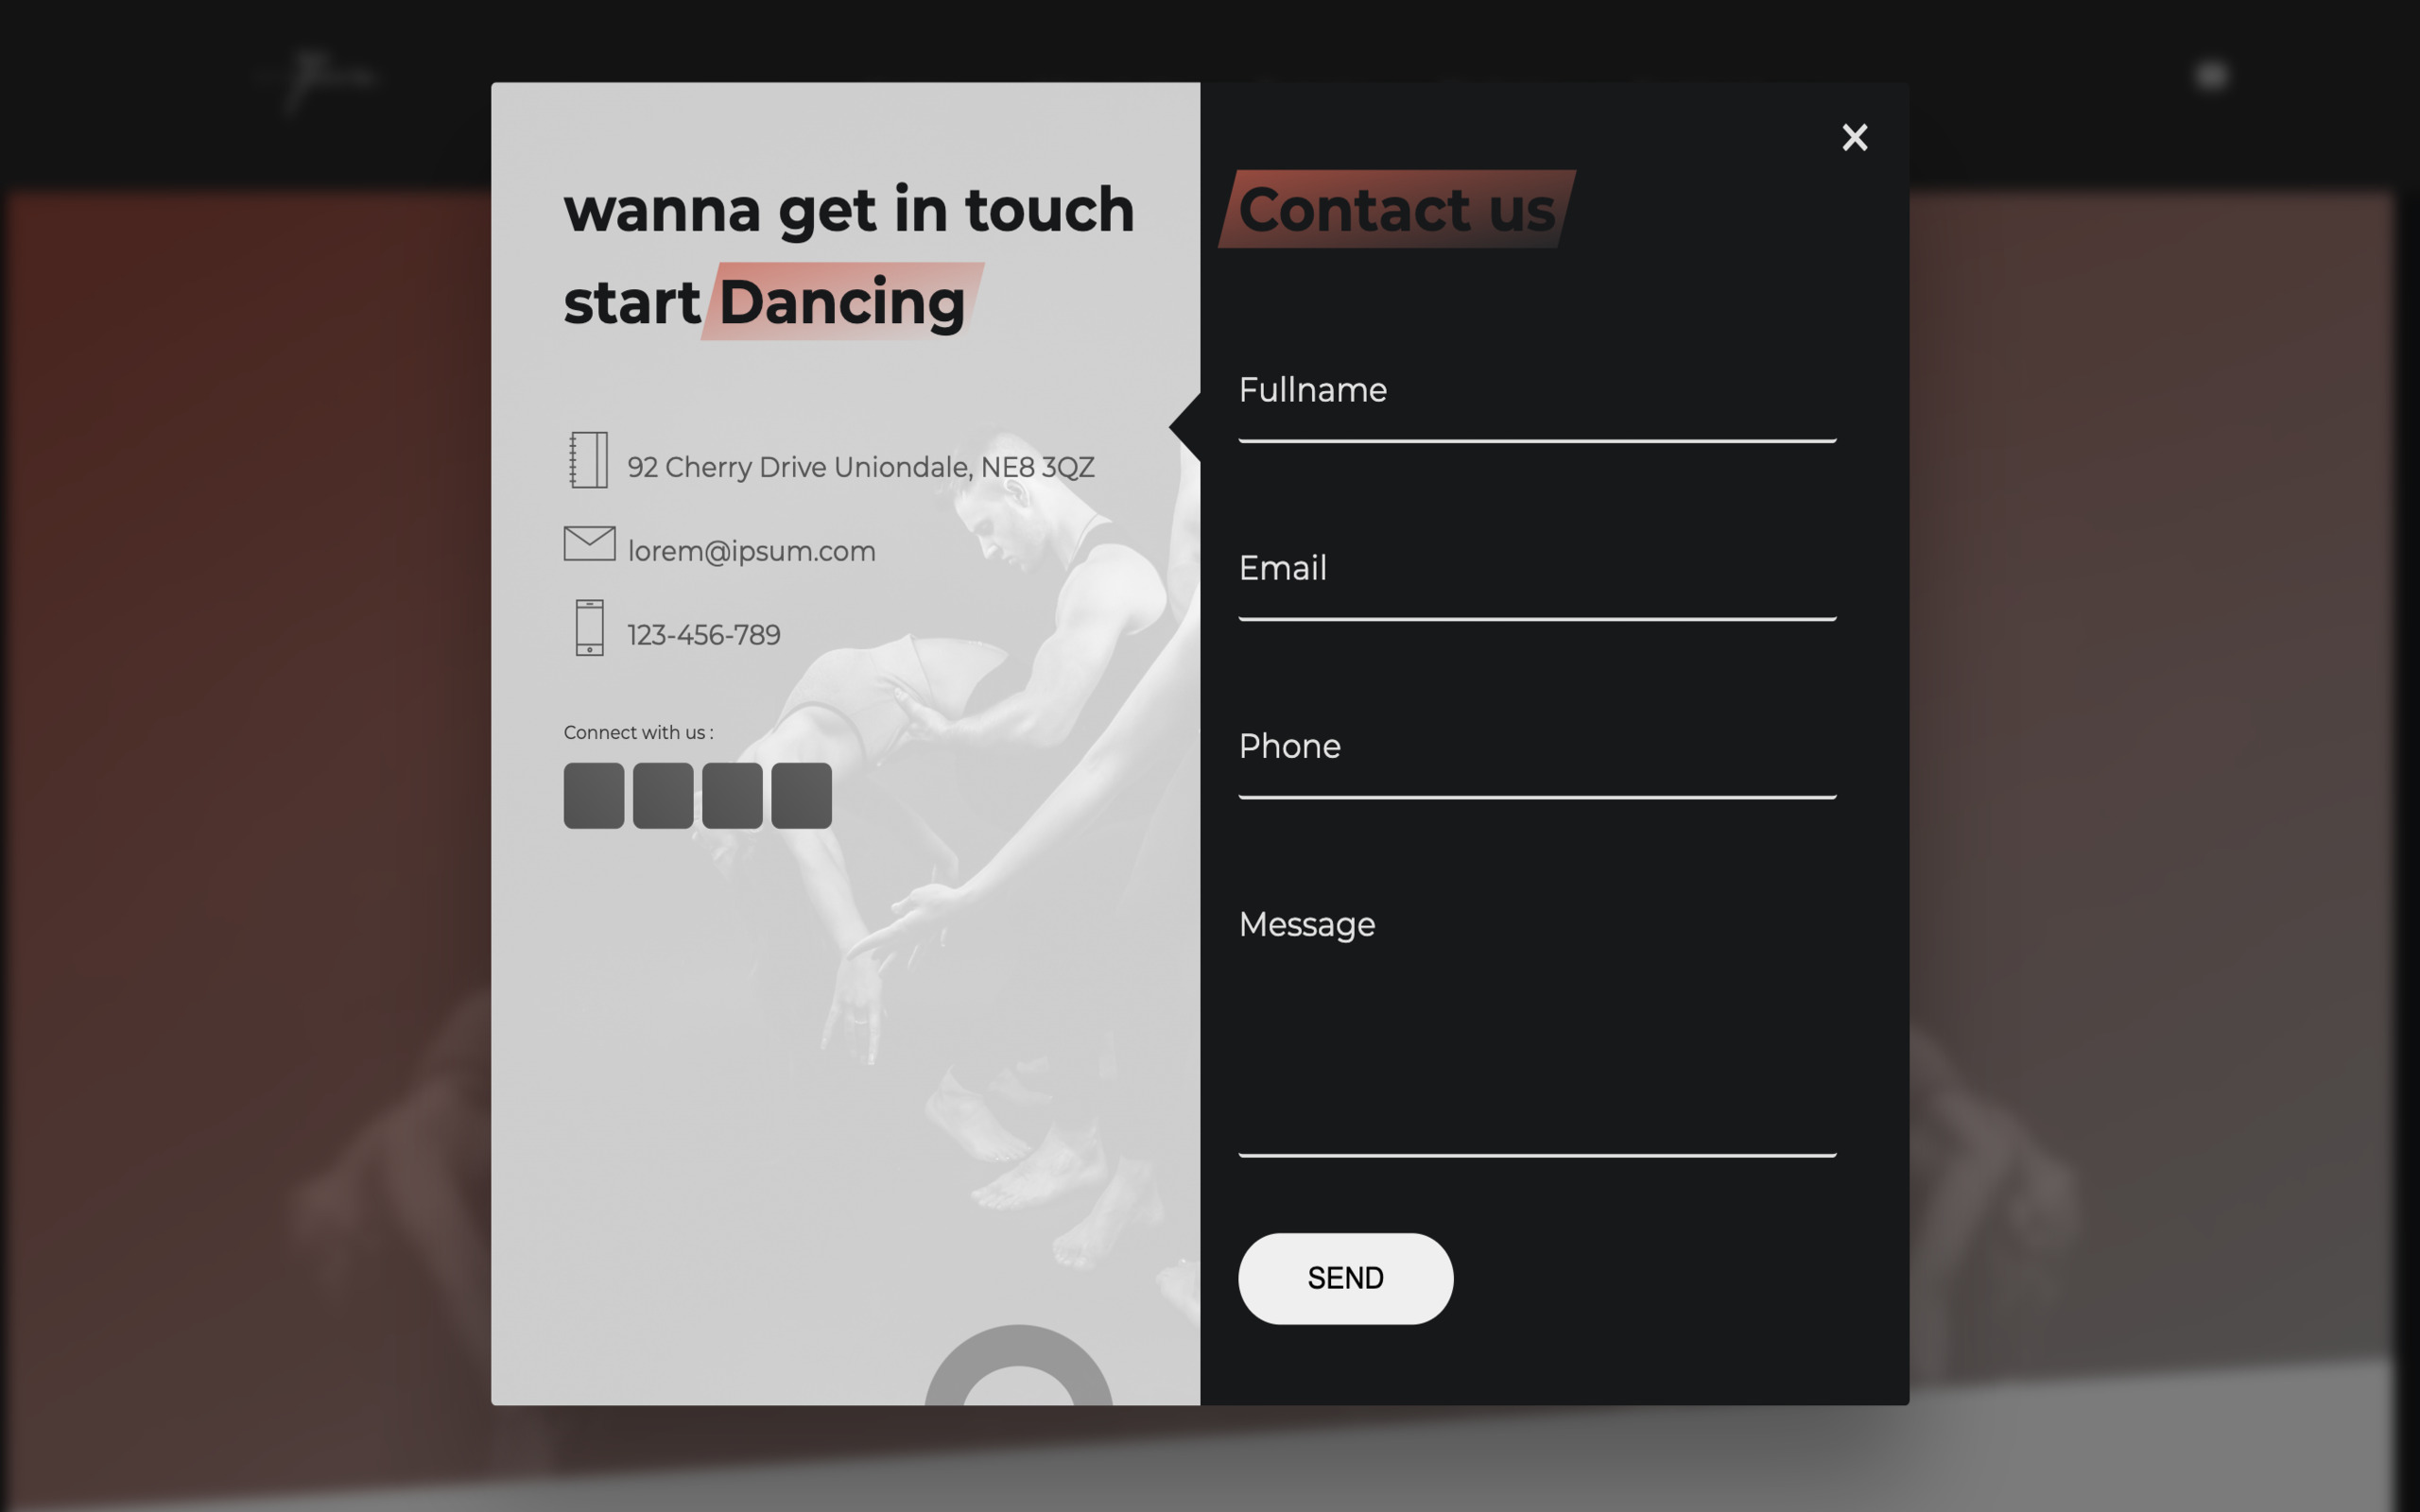 wanna get in touch
start Dancing
92 Cherry Drive Uniondale, NE8 3QZ
lorem@ipsum.com
123-456-789
Connect with us :
Contact us
Fullname
Email
Phone
Message
SEND